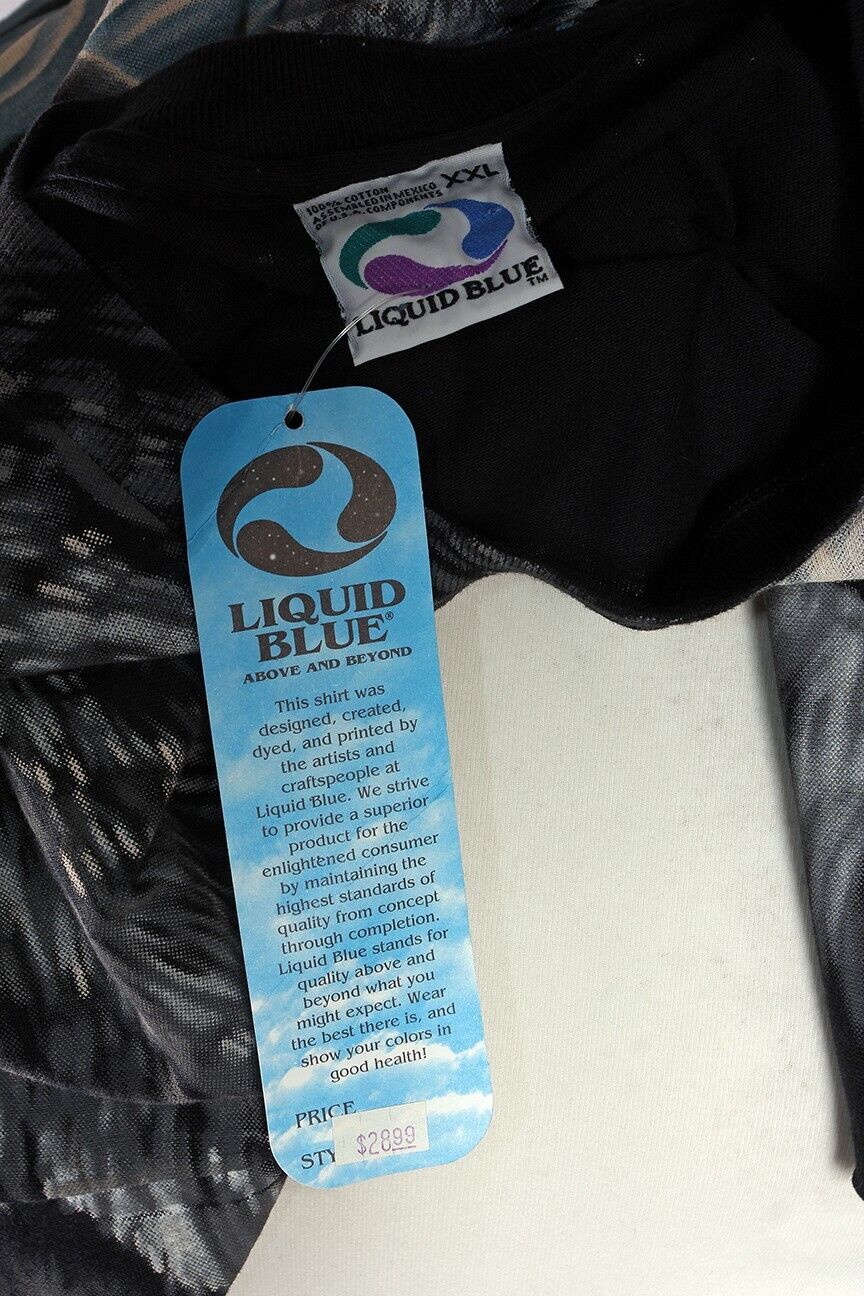 100% COTTON XXL
ASSEMBLED IN MEXICO
OF U.S.A. COMPONENTS
LIQUID BLUE
TM
LIQUID
BLUE®
ABOVE AND BEYOND
This shirt was
designed, created,
dyed, and printed by
the artists and
craftspeople at
Liquid Blue. We strive
to provide a superior
product for the
enlightened consumer
by maintaining the
highest standards of
quality from concept
through completion.
Liquid Blue stands for
quality above and
beyond what you
might expect. Wear
the best there is, and
show your colors in
good health!
PRICE
STY
$28.99